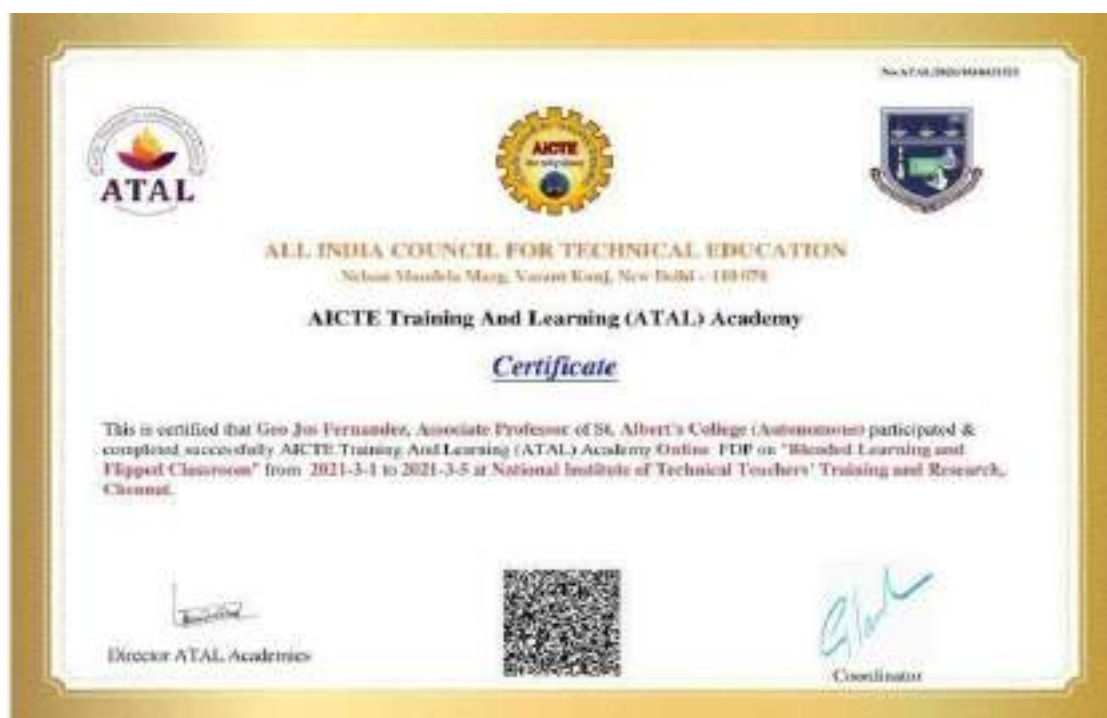 ATAL
AICTE
ALL INDIA COUNCIL FOR TECHNICAL EDUCATION
Nelson Mandela Marg, Vasant Kunj, New Delhi - 110 070
AICTE Training And Learning (ATAL) Academy
Certificate
This is certified that Geo Jos Fernandez, Associate Professor of St. Albert's College (Autonomous) participated &
completed successfully AICTE Training And Learning (ATAL) Academy Online FDP on "Blended Learning and
Flipped Classroom" from 2021-3-1 to 2021-3-5 at National Institute of Technical Teachers' Training and Research,
Chennai.
Director ATAL Academies
Coordinator